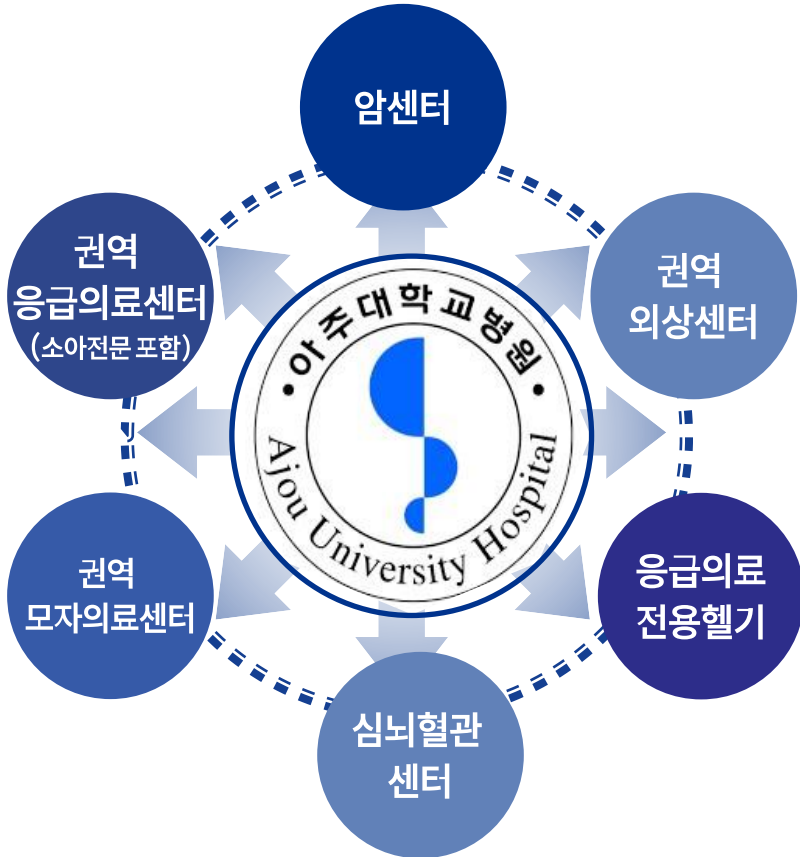 암센터
권역
응급의료센터
(소아전문 포함)
권역
외상센터
아주대학교병원
Ajou University Hospital
권역
모자의료센터
응급의료
전용헬기
심뇌혈관
센터